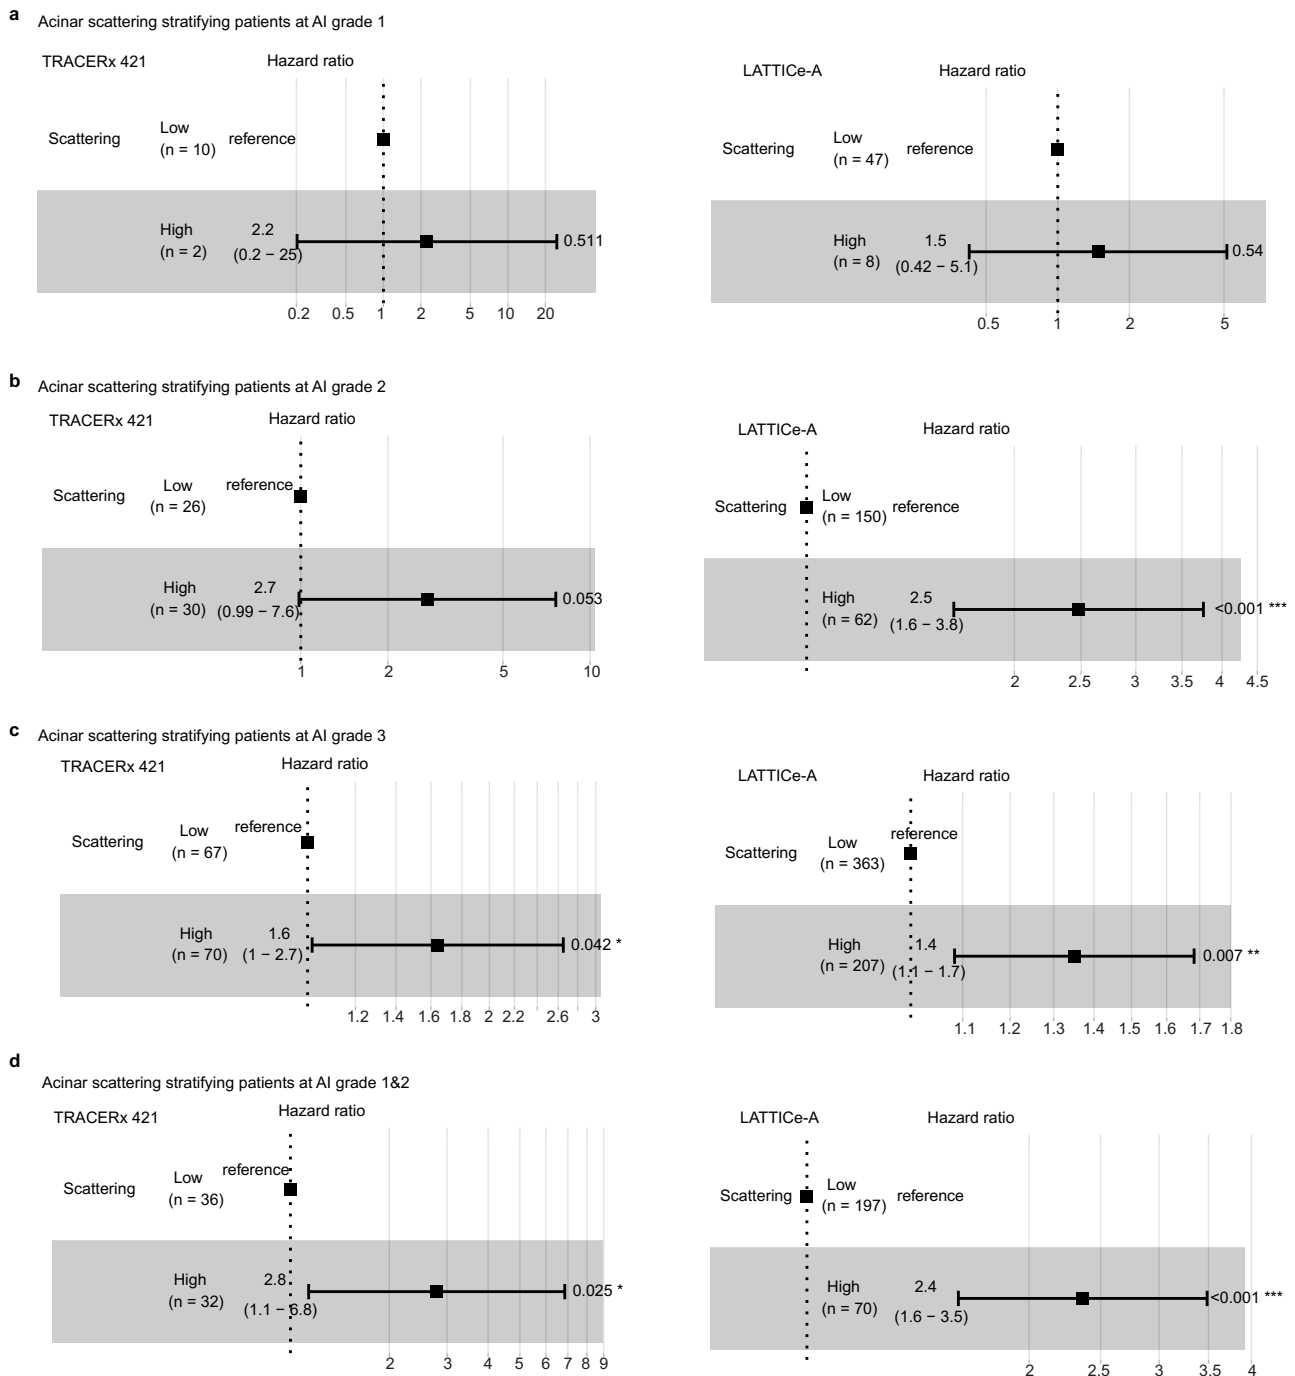 a Acinar scattering stratifying patients at AI grade 1
TRACERx 421
Hazard ratio
Scattering
Low
(n = 10)
reference
High
(n = 2)
2.2
(0.2 − 25)
0.511
0.2 0.5 1 2 5 10 20
LATTICe-A
Hazard ratio
Scattering
Low
(n = 47)
reference
High
(n = 8)
1.5
(0.42 − 5.1)
0.54
0.5 1 2 5
b Acinar scattering stratifying patients at AI grade 2
TRACERx 421
Hazard ratio
Scattering
Low
(n = 26)
reference
High
(n = 30)
2.7
(0.99 − 7.6)
0.053
1 2 5 10
LATTICe-A
Hazard ratio
Scattering
Low
(n = 150)
reference
High
(n = 62)
2.5
(1.6 − 3.8)
<0.001 ***
2 2.5 3 3.5 4 4.5
c Acinar scattering stratifying patients at AI grade 3
TRACERx 421
Hazard ratio
Scattering
Low
(n = 67)
reference
High
(n = 70)
1.6
(1 − 2.7)
0.042 *
1.2 1.4 1.6 1.8 2 2.2 2.6 3
LATTICe-A
Hazard ratio
Scattering
Low
(n = 363)
reference
High
(n = 207)
1.4
(1.1 − 1.7)
0.007 **
1.1 1.2 1.3 1.4 1.5 1.6 1.7 1.8
d
Acinar scattering stratifying patients at AI grade 1&2
TRACERx 421
Hazard ratio
Scattering
Low
(n = 36)
reference
High
(n = 32)
2.8
(1.1 − 6.8)
0.025 *
2 3 4 5 6 7 8 9
LATTICe-A
Hazard ratio
Scattering
Low
(n = 197)
reference
High
(n = 70)
2.4
(1.6 − 3.5)
<0.001 ***
2 2.5 3 3.5 4